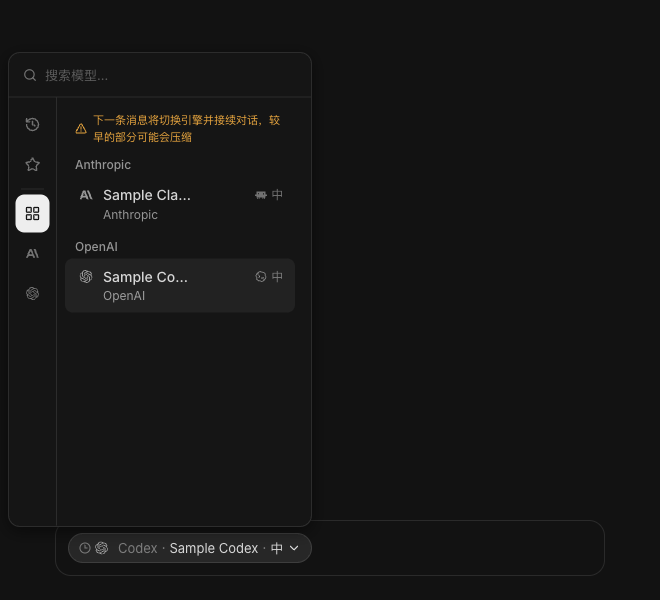 搜索模型...
下一条消息将切换引擎并接续对话，较
早的部分可能会压缩
Anthropic
Sample Cla... 中
Anthropic
OpenAI
Sample Co... 中
OpenAI
Codex · Sample Codex · 中